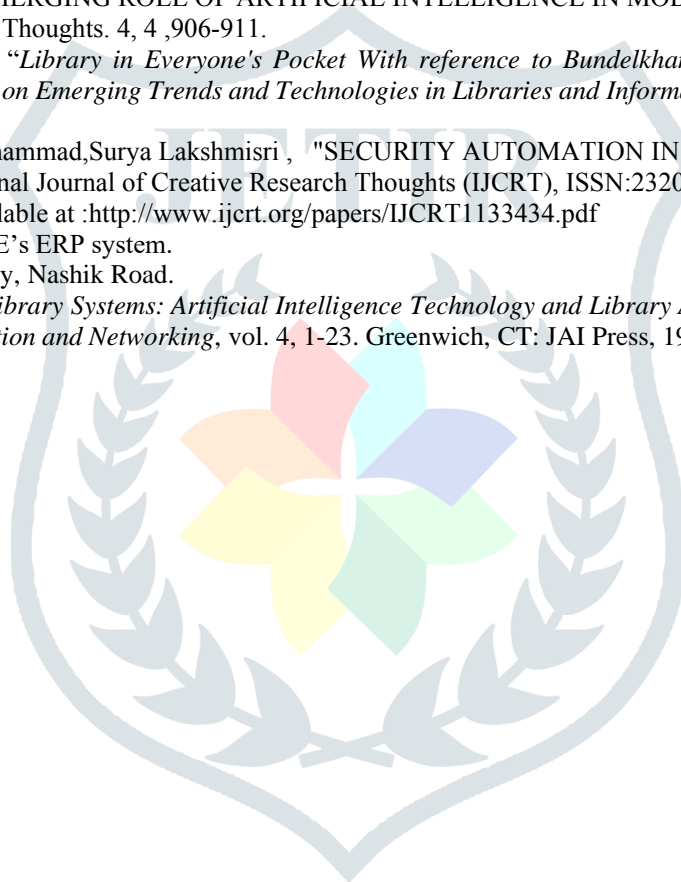 MERGING ROLE OF ARTIFICIAL INTELLIGENCE IN MOD
Thoughts. 4, 4 ,906-911.
“Library in Everyone's Pocket With reference to Bundelkhan
on Emerging Trends and Technologies in Libraries and Informa
JETIR
ammad,Surya Lakshmisri , "SECURITY AUTOMATION IN
nal Journal of Creative Research Thoughts (IJCRT), ISSN:2320
lable at :http://www.ijcrt.org/papers/IJCRT1133434.pdf
E’s ERP system.
y, Nashik Road.
ibrary Systems: Artificial Intelligence Technology and Library A
tion and Networking, vol. 4, 1-23. Greenwich, CT: JAI Press, 19